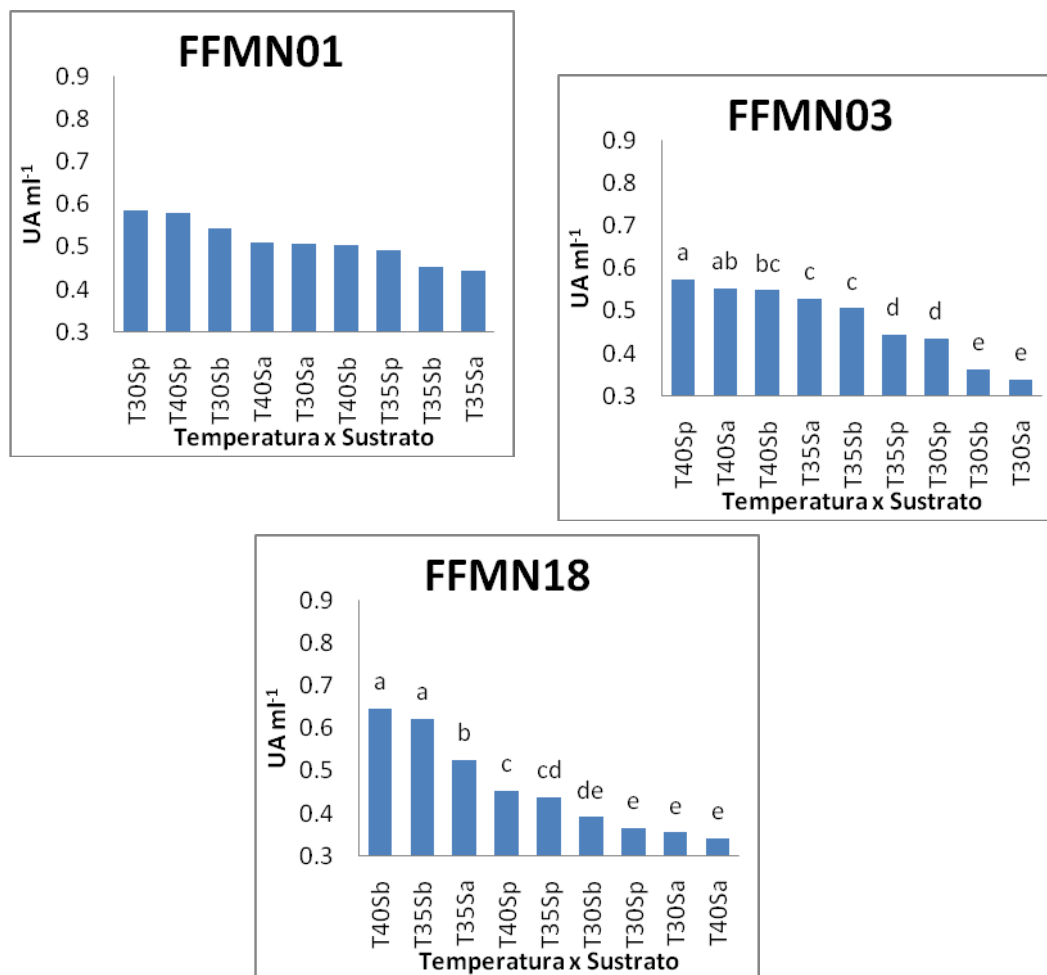 FFMN01
0.9
0.8
0.7
0.6
0.5
0.4
0.3
UA ml-1
T30Sp T40Sp T30Sb T40Sa T30Sa T40Sb T35Sp T35Sb T35Sa
Temperatura x Sustrato
FFMN03
0.9
0.8
0.7
0.6
0.5
0.4
0.3
UA ml-1
a ab bc c c d d e e
T40Sp T40Sa T40Sb T35Sa T35Sb T35Sp T30Sp T30Sb T30Sa
Temperatura x Sustrato
FFMN18
0.9
0.8
0.7
0.6
0.5
0.4
0.3
UA ml-1
a a b c cd de e e e
T40Sb T35Sb T35Sa T40Sp T35Sp T30Sb T30Sp T30Sa T40Sa
Temperatura x Sustrato